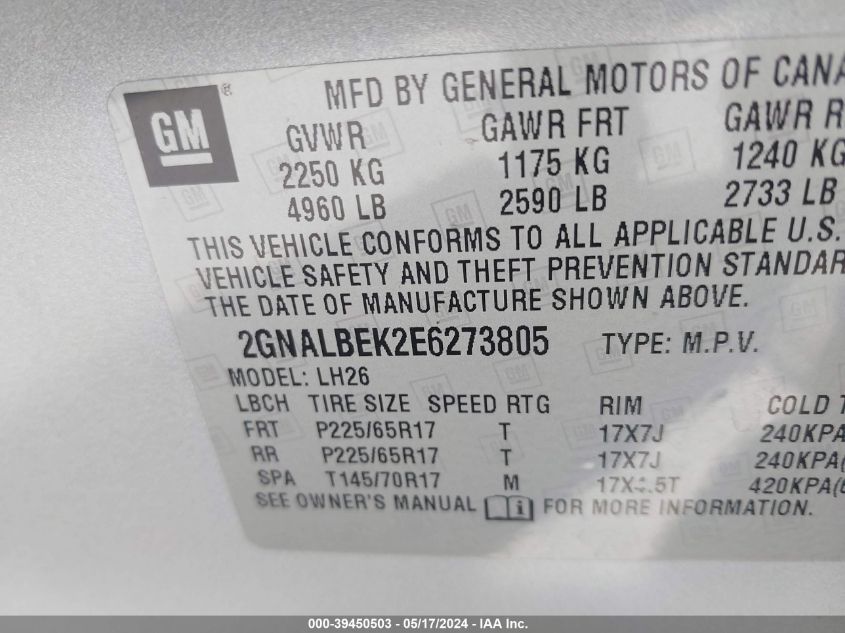 GM ®
MFD BY GENERAL MOTORS OF CANA
GVWR GAWR FRT GAWR R
2250 KG 1175 KG 1240 KG
4960 LB 2590 LB 2733 LB
THIS VEHICLE CONFORMS TO ALL APPLICABLE U.S.
VEHICLE SAFETY AND THEFT PREVENTION STANDAR
THE DATE OF MANUFACTURE SHOWN ABOVE.
2GNALBEK2E6273805 TYPE: M.P.V.
MODEL: LH26
LBCH TIRE SIZE SPEED RTG RIM COLD T
FRT P225/65R17 T 17X7J 240KPA
RR P225/65R17 T 17X7J 240KPA(
SPA T145/70R17 M 17X4.5T 420KPA(6
SEE OWNER'S MANUAL i FOR MORE INFORMATION.
000-39450503 - 05/17/2024 - IAA Inc.